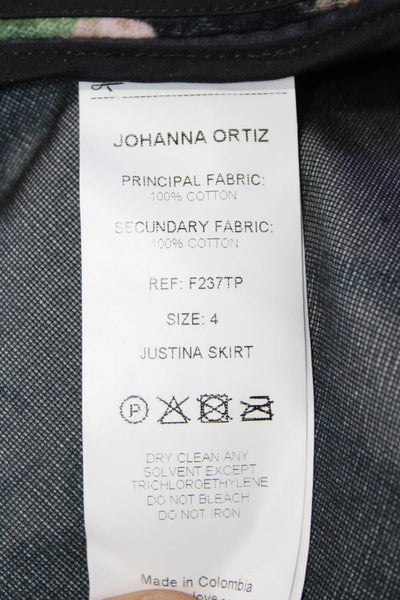 JOHANNA ORTIZ
PRINCIPAL FABRIC:
100% COTTON
SECUNDARY FABRIC:
100% COTTON
REF: F237TP
SIZE: 4
JUSTINA SKIRT
P
DRY CLEAN ANY
SOLVENT EXCEPT
TRICHLOROETHYLENE
DO NOT BLEACH
DO NOT IRON
Made in Colombia